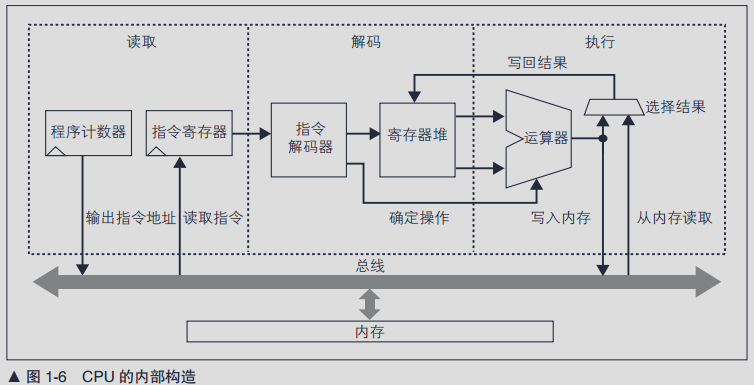 读取
解码
执行
写回结果
选择结果
程序计数器
指令寄存器
指令
解码器
寄存器堆
运算器
输出指令地址
读取指令
确定操作
写入内存
从内存读取
总线
内存
▲ 图 1-6 CPU 的内部构造